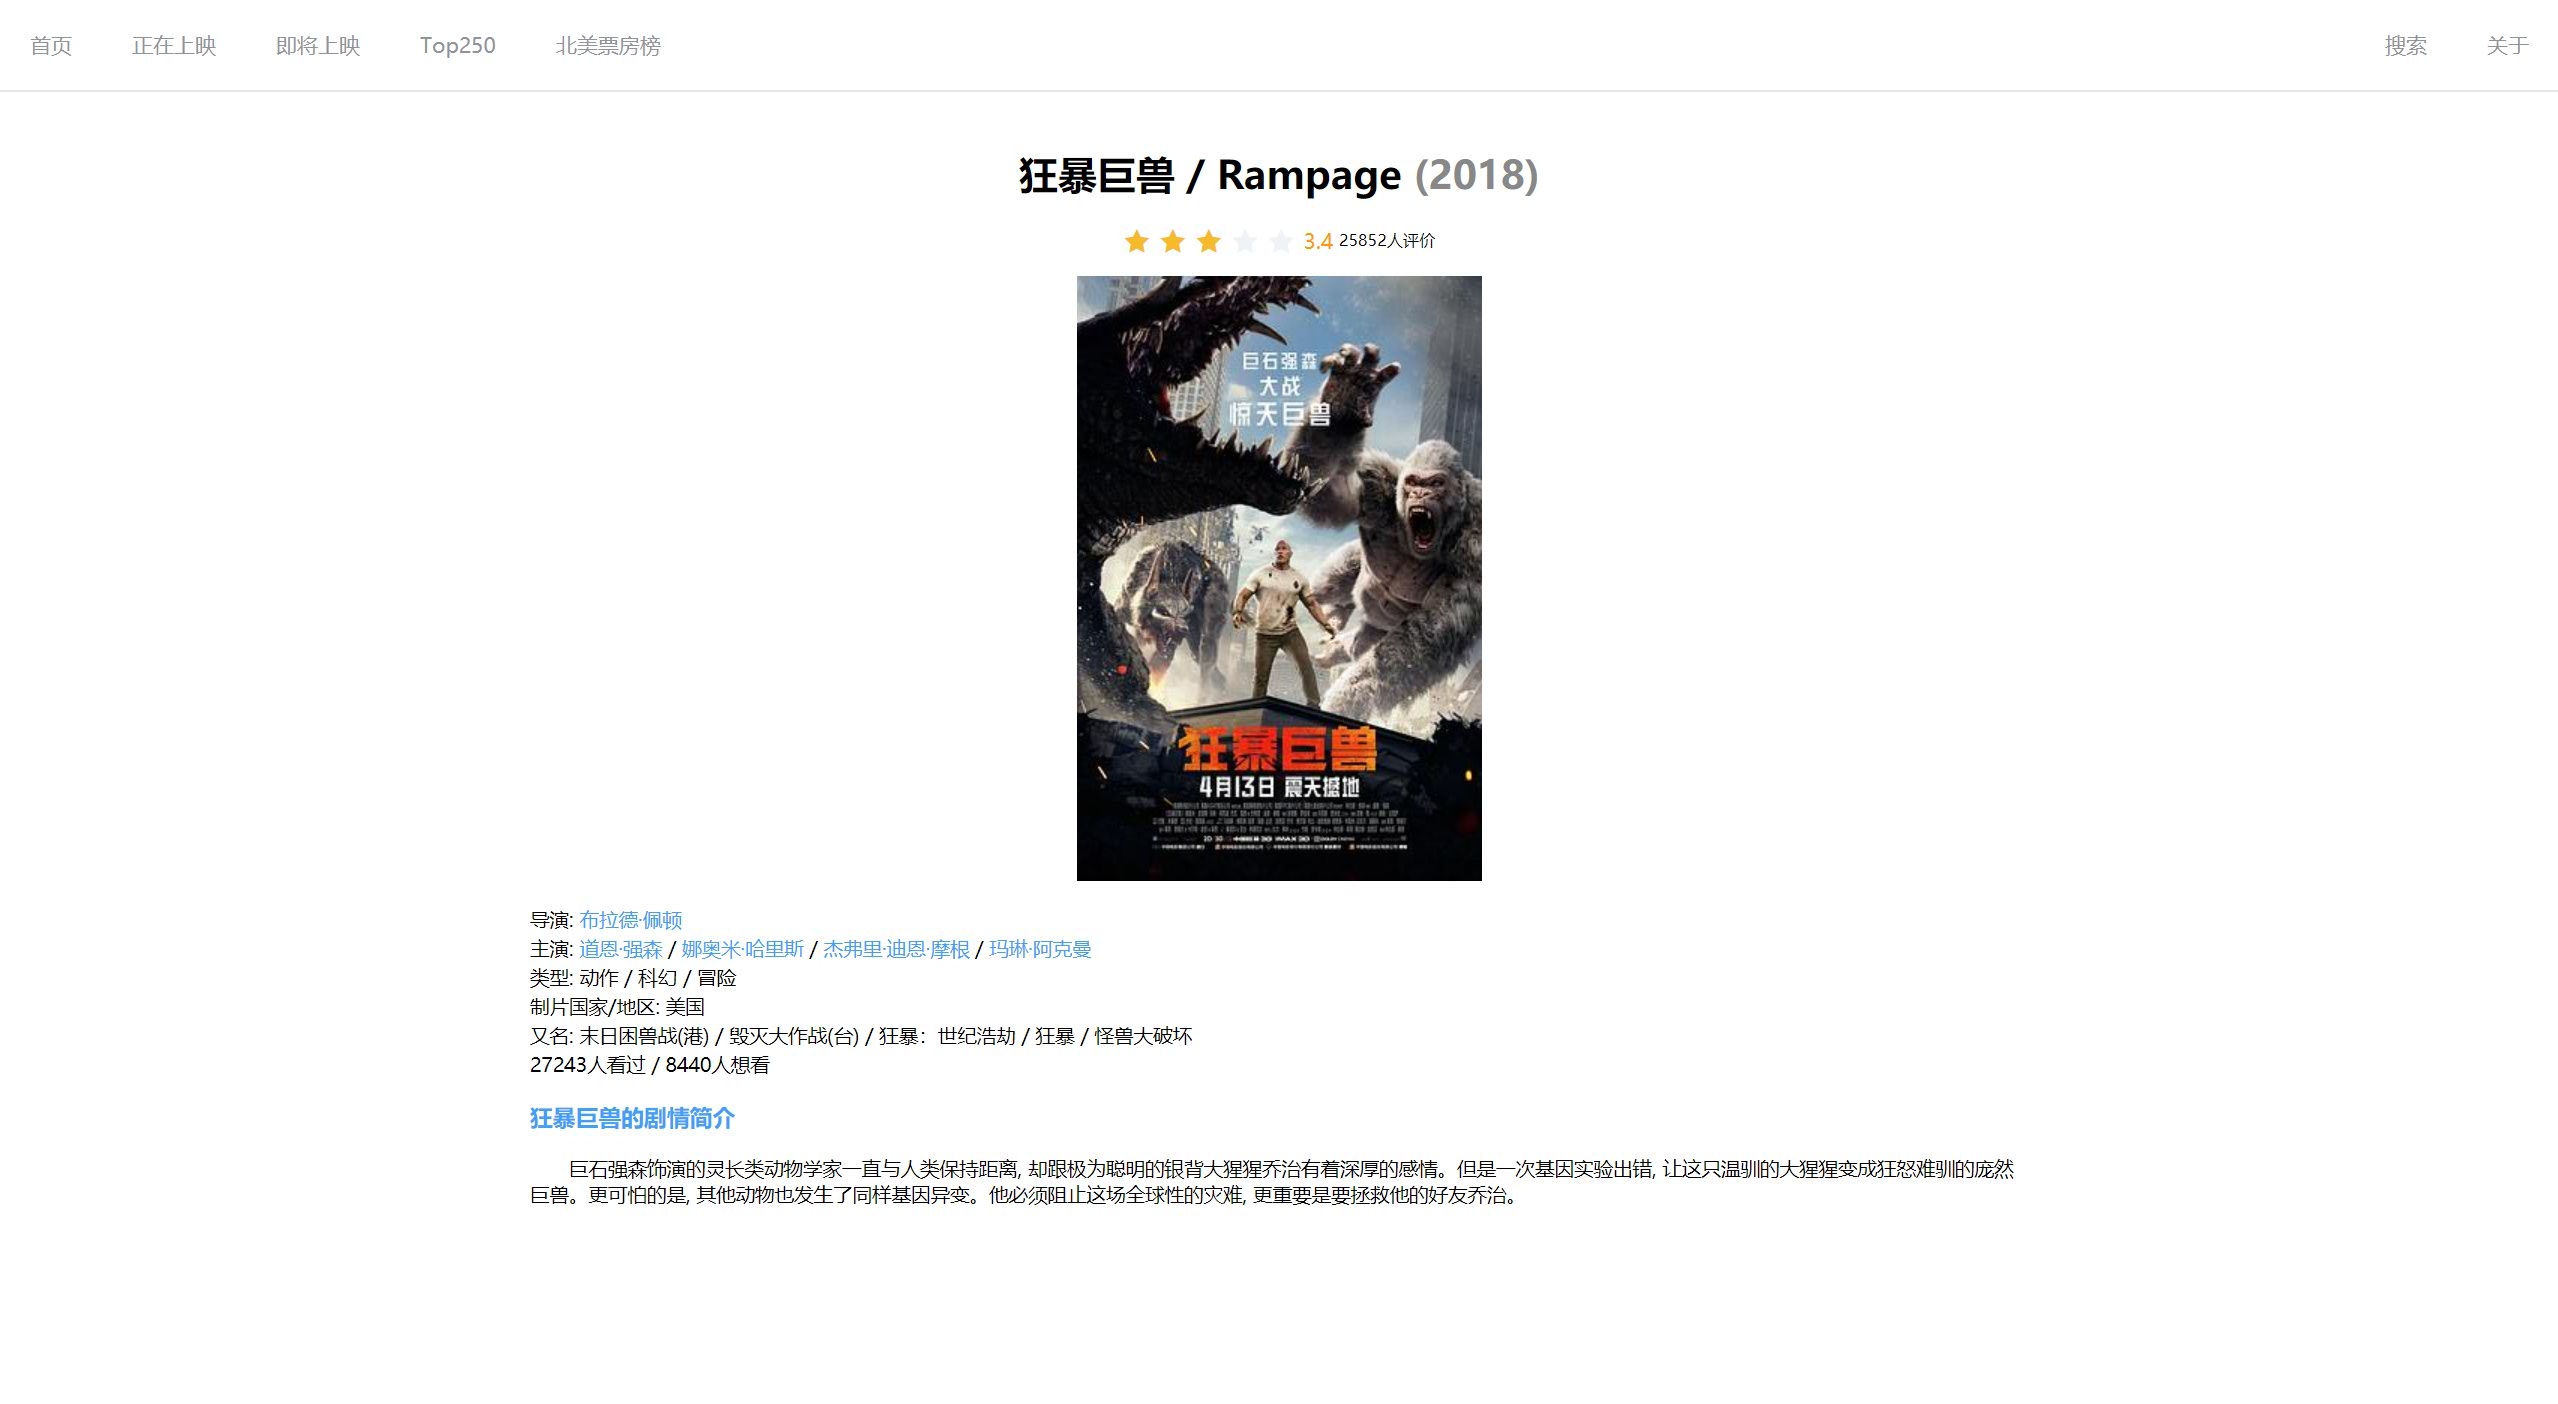 首页 正在上映 即将上映 Top250 北美票房榜 搜索 关于
狂暴巨兽 / Rampage (2018)
3.4 25852人评价
巨石强森
大战
惊天巨兽
狂暴巨兽
4月13日 震天撼地
导演: 布拉德·佩顿
主演: 道恩·强森 / 娜奥米·哈里斯 / 杰弗里·迪恩·摩根 / 玛琳·阿克曼
类型: 动作 / 科幻 / 冒险
制片国家/地区: 美国
又名: 末日困兽战(港) / 毁灭大作战(台) / 狂暴：世纪浩劫 / 狂暴 / 怪兽大破坏
27243人看过 / 8440人想看
狂暴巨兽的剧情简介
巨石强森饰演的灵长类动物学家一直与人类保持距离, 却跟极为聪明的银背大猩猩乔治有着深厚的感情。但是一次基因实验出错, 让这只温驯的大猩猩变成狂怒难驯的庞然
巨兽。更可怕的是, 其他动物也发生了同样基因异变。他必须阻止这场全球性的灾难, 更重要是要拯救他的好友乔治。